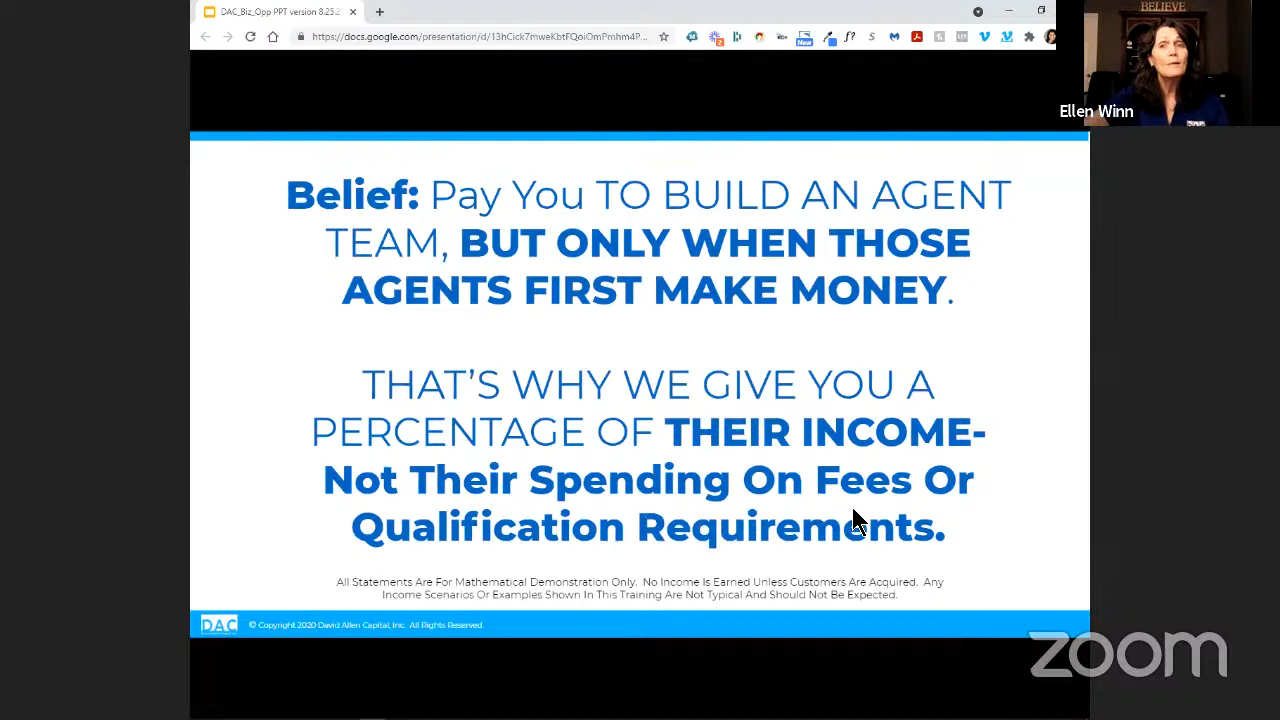 DAC_Biz_Opp PPT version 8.25.2
https://docs.google.com/presentation/d/13hCick7mweKbtFQoiOmPmhm4P...
New
BELIEVE
Ellen Winn
Belief: Pay You TO BUILD AN AGENT
TEAM, BUT ONLY WHEN THOSE
AGENTS FIRST MAKE MONEY.
THAT'S WHY WE GIVE YOU A
PERCENTAGE OF THEIR INCOME-
Not Their Spending On Fees Or
Qualification Requirements.
All Statements Are For Mathematical Demonstration Only. No Income Is Earned Unless Customers Are Acquired. Any
Income Scenarios Or Examples Shown In This Training Are Not Typical And Should Not Be Expected.
DAC
© Copyright 2020 David Allen Capital, Inc. All Rights Reserved.
zoom